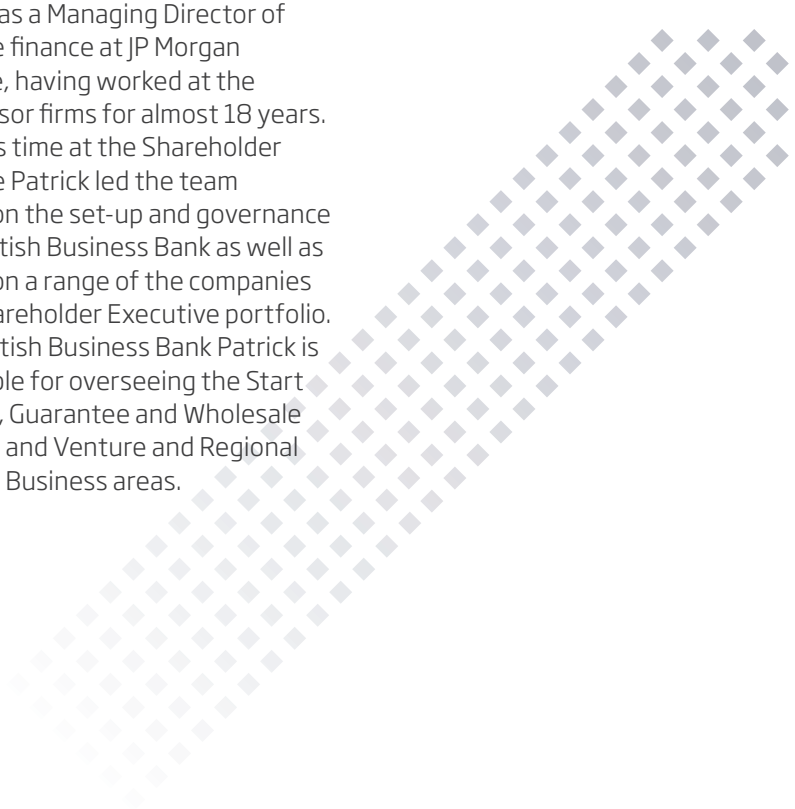 as a Managing Director of
e finance at JP Morgan
e, having worked at the
sor firms for almost 18 years.
s time at the Shareholder
e Patrick led the team
on the set-up and governance
tish Business Bank as well as
on a range of the companies
areholder Executive portfolio.
tish Business Bank Patrick is
ble for overseeing the Start
, Guarantee and Wholesale
and Venture and Regional
Business areas.